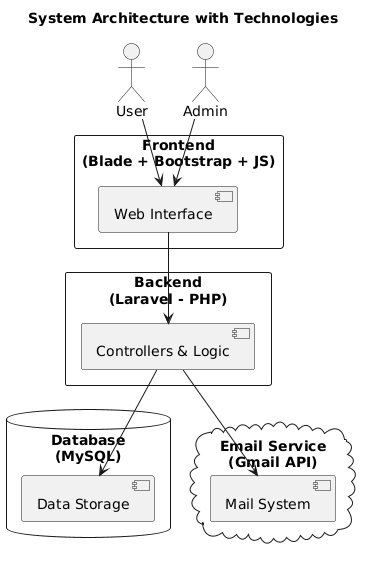 System Architecture with Technologies
User
Admin
Frontend
(Blade + Bootstrap + JS)
Web Interface
Backend
(Laravel - PHP)
Controllers & Logic
Database
(MySQL)
Data Storage
Email Service
(Gmail API)
Mail System